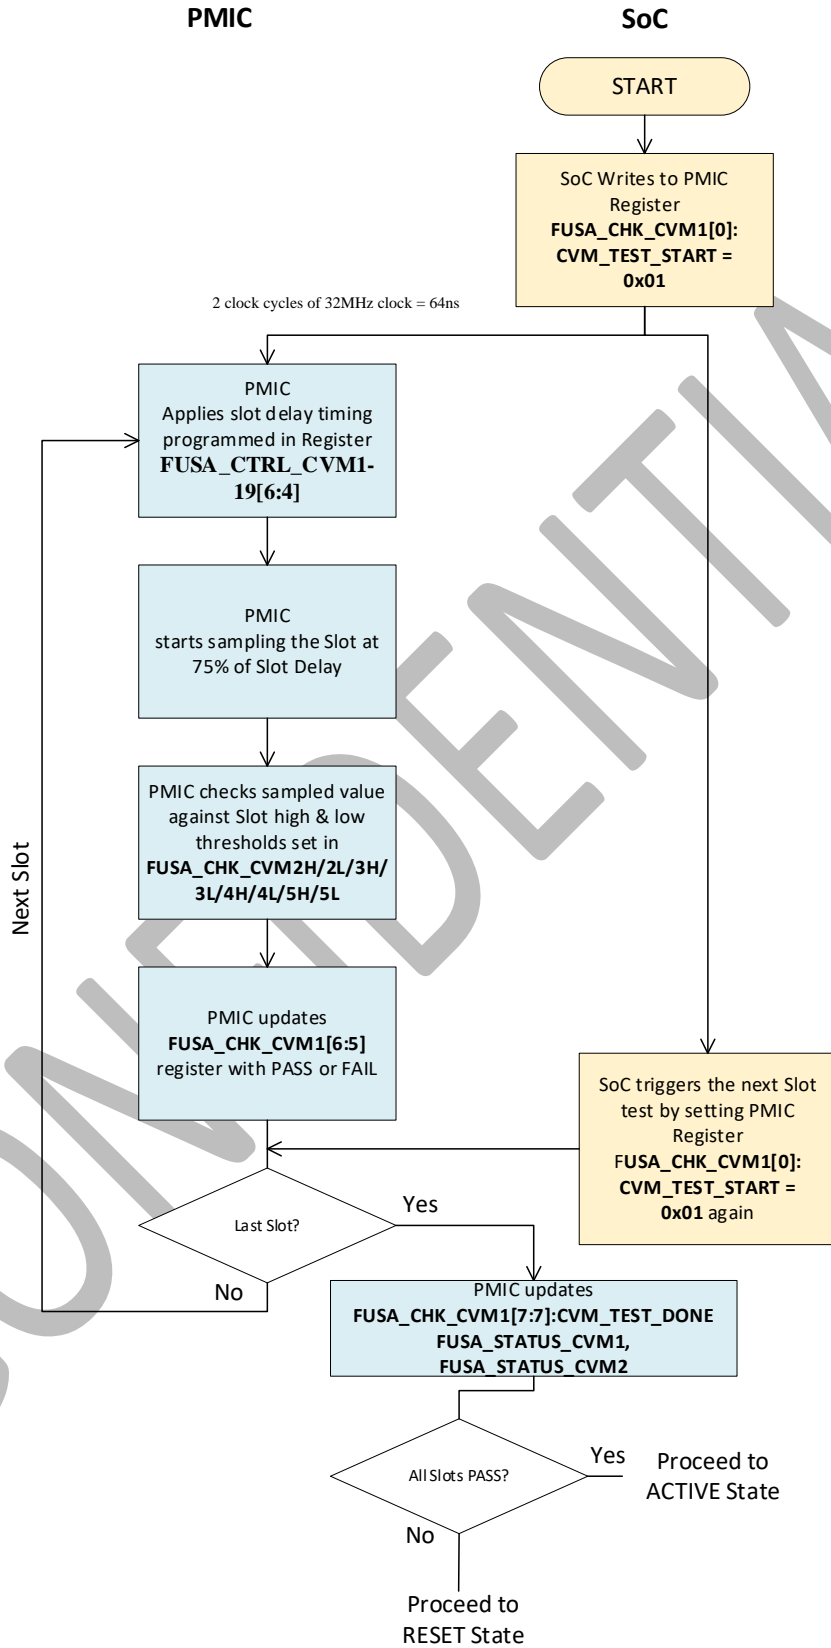 PMIC
SoC
START
SoC Writes to PMIC
Register
FUSA_CHK_CVM1[0]:
CVM_TEST_START =
0x01
2 clock cycles of 32MHz clock = 64ns
PMIC
Applies slot delay timing
programmed in Register
FUSA_CTRL_CVM1-
19[6:4]
PMIC
starts sampling the Slot at
75% of Slot Delay
PMIC checks sampled value
against Slot high & low
thresholds set in
FUSA_CHK_CVM2H/2L/3H/
3L/4H/4L/5H/5L
Next Slot
PMIC updates
FUSA_CHK_CVM1[6:5]
register with PASS or FAIL
SoC triggers the next Slot
test by setting PMIC
Register
FUSA_CHK_CVM1[0]:
CVM_TEST_START =
0x01 again
Last Slot?
Yes
No
PMIC updates
FUSA_CHK_CVM1[7:7]:CVM_TEST_DONE
FUSA_STATUS_CVM1,
FUSA_STATUS_CVM2
All Slots PASS?
Yes
Proceed to
ACTIVE State
No
Proceed to
RESET State
ONFIDENTIA